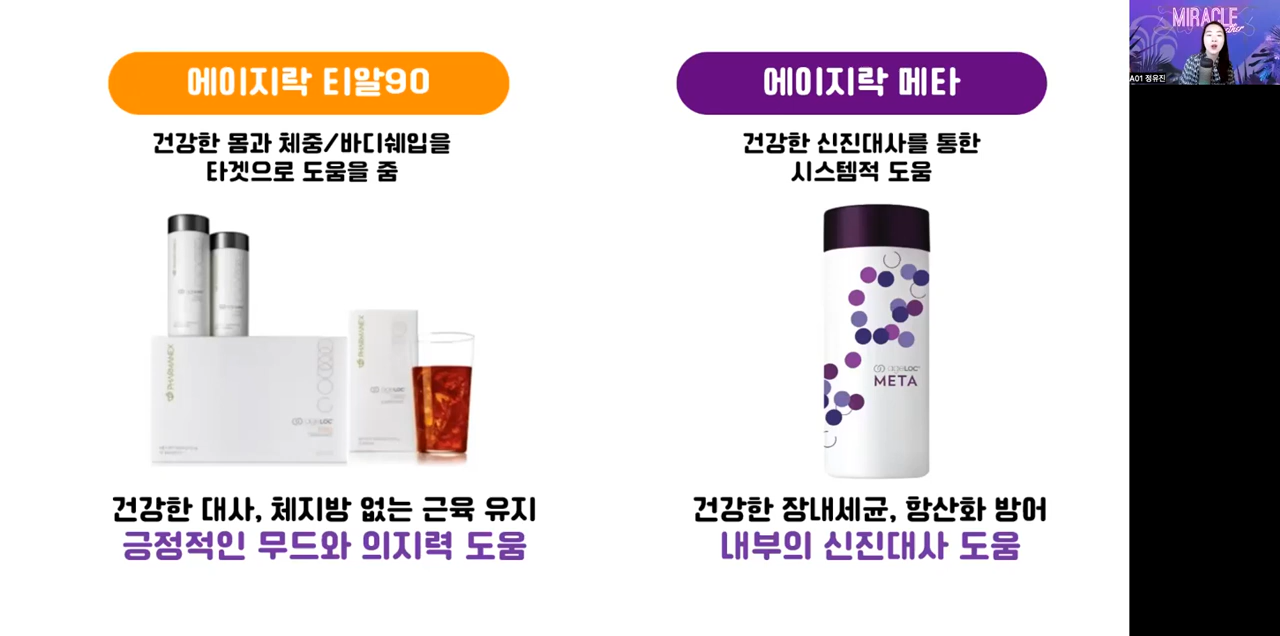 에이지락 티알90
건강한 몸과 체중/바디쉐입을
타겟으로 도움을 줌
PHARMANEX
PHARMANEX
ageLOC
ageLOC
건강한 대사, 체지방 없는 근육 유지
긍정적인 무드와 의지력 도움
에이지락 메타
건강한 신진대사를 통한
시스템적 도움
ageLOC
META
건강한 장내세균, 항산화 방어
내부의 신진대사 도움
MIRACLE
A01 정유진